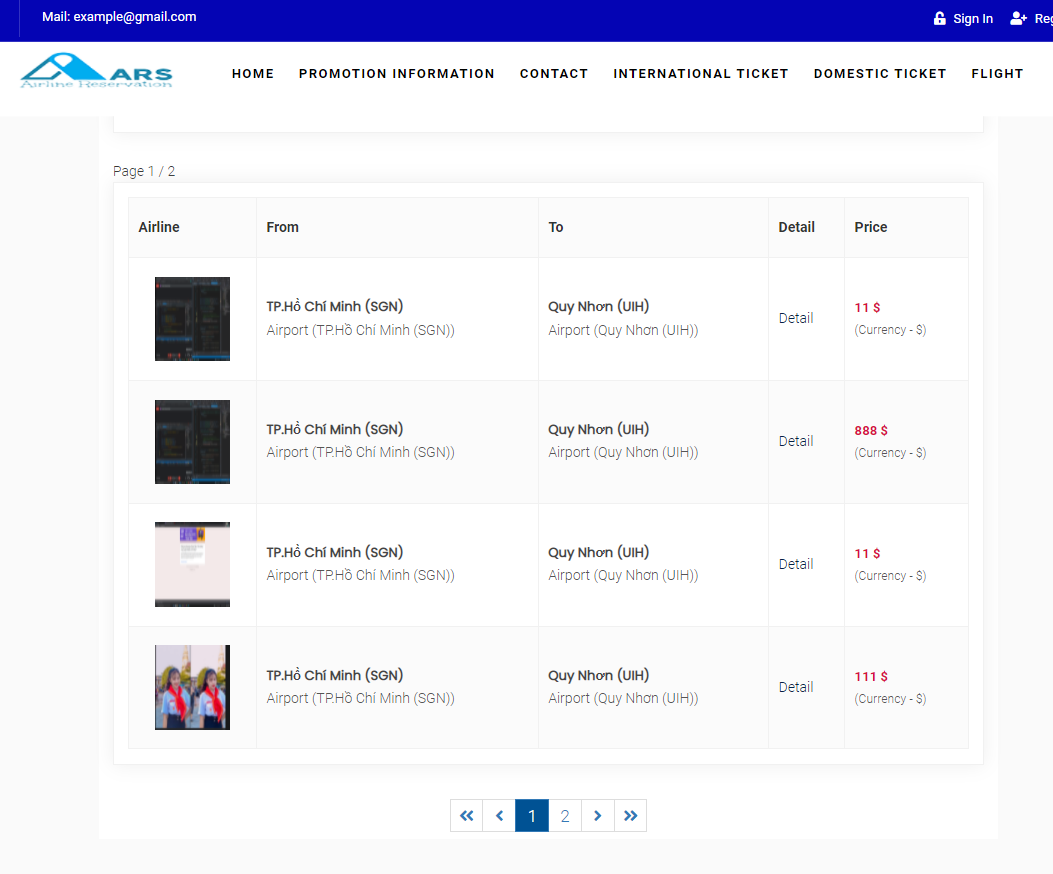 Mail: example@gmail.com
Sign In
Reg
ARS
Airline Reservation
HOME
PROMOTION INFORMATION
CONTACT
INTERNATIONAL TICKET
DOMESTIC TICKET
FLIGHT
Page 1 / 2
Airline From To Detail Price
TP.Hồ Chí Minh (SGN)
Airport (TP.Hồ Chí Minh (SGN))
Quy Nhơn (UIH)
Airport (Quy Nhơn (UIH))
Detail
11 $
(Currency - $)
TP.Hồ Chí Minh (SGN)
Airport (TP.Hồ Chí Minh (SGN))
Quy Nhơn (UIH)
Airport (Quy Nhơn (UIH))
Detail
888 $
(Currency - $)
TP.Hồ Chí Minh (SGN)
Airport (TP.Hồ Chí Minh (SGN))
Quy Nhơn (UIH)
Airport (Quy Nhơn (UIH))
Detail
11 $
(Currency - $)
TP.Hồ Chí Minh (SGN)
Airport (TP.Hồ Chí Minh (SGN))
Quy Nhơn (UIH)
Airport (Quy Nhơn (UIH))
Detail
111 $
(Currency - $)
1 2